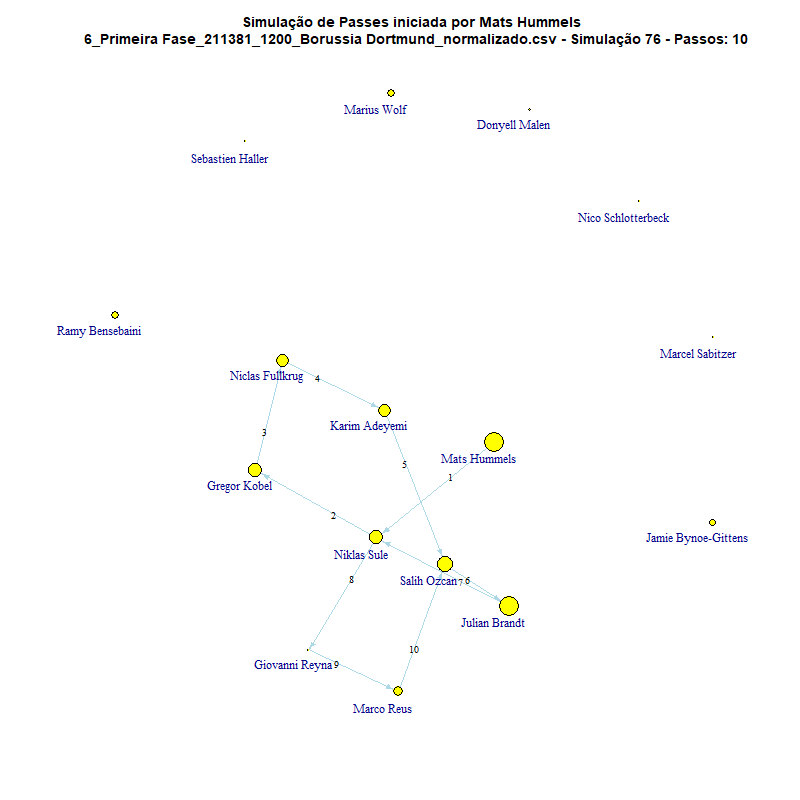 Simulação de Passes iniciada por Mats Hummels
6_Primeira Fase_211381_1200_Borussia Dortmund_normalizado.csv - Simulação 76 - Passos: 10
Marius Wolf
Donyell Malen
Sebastien Haller
Nico Schlotterbeck
Ramy Bensebaini
Marcel Sabitzer
Niclas Fullkrug
4
Karim Adeyemi
3
Mats Hummels
5
1
Gregor Kobel
2
Jamie Bynoe-Gittens
Niklas Sule
8
Salih Ozcan
7
6
Julian Brandt
10
Giovanni Reyna
9
Marco Reus